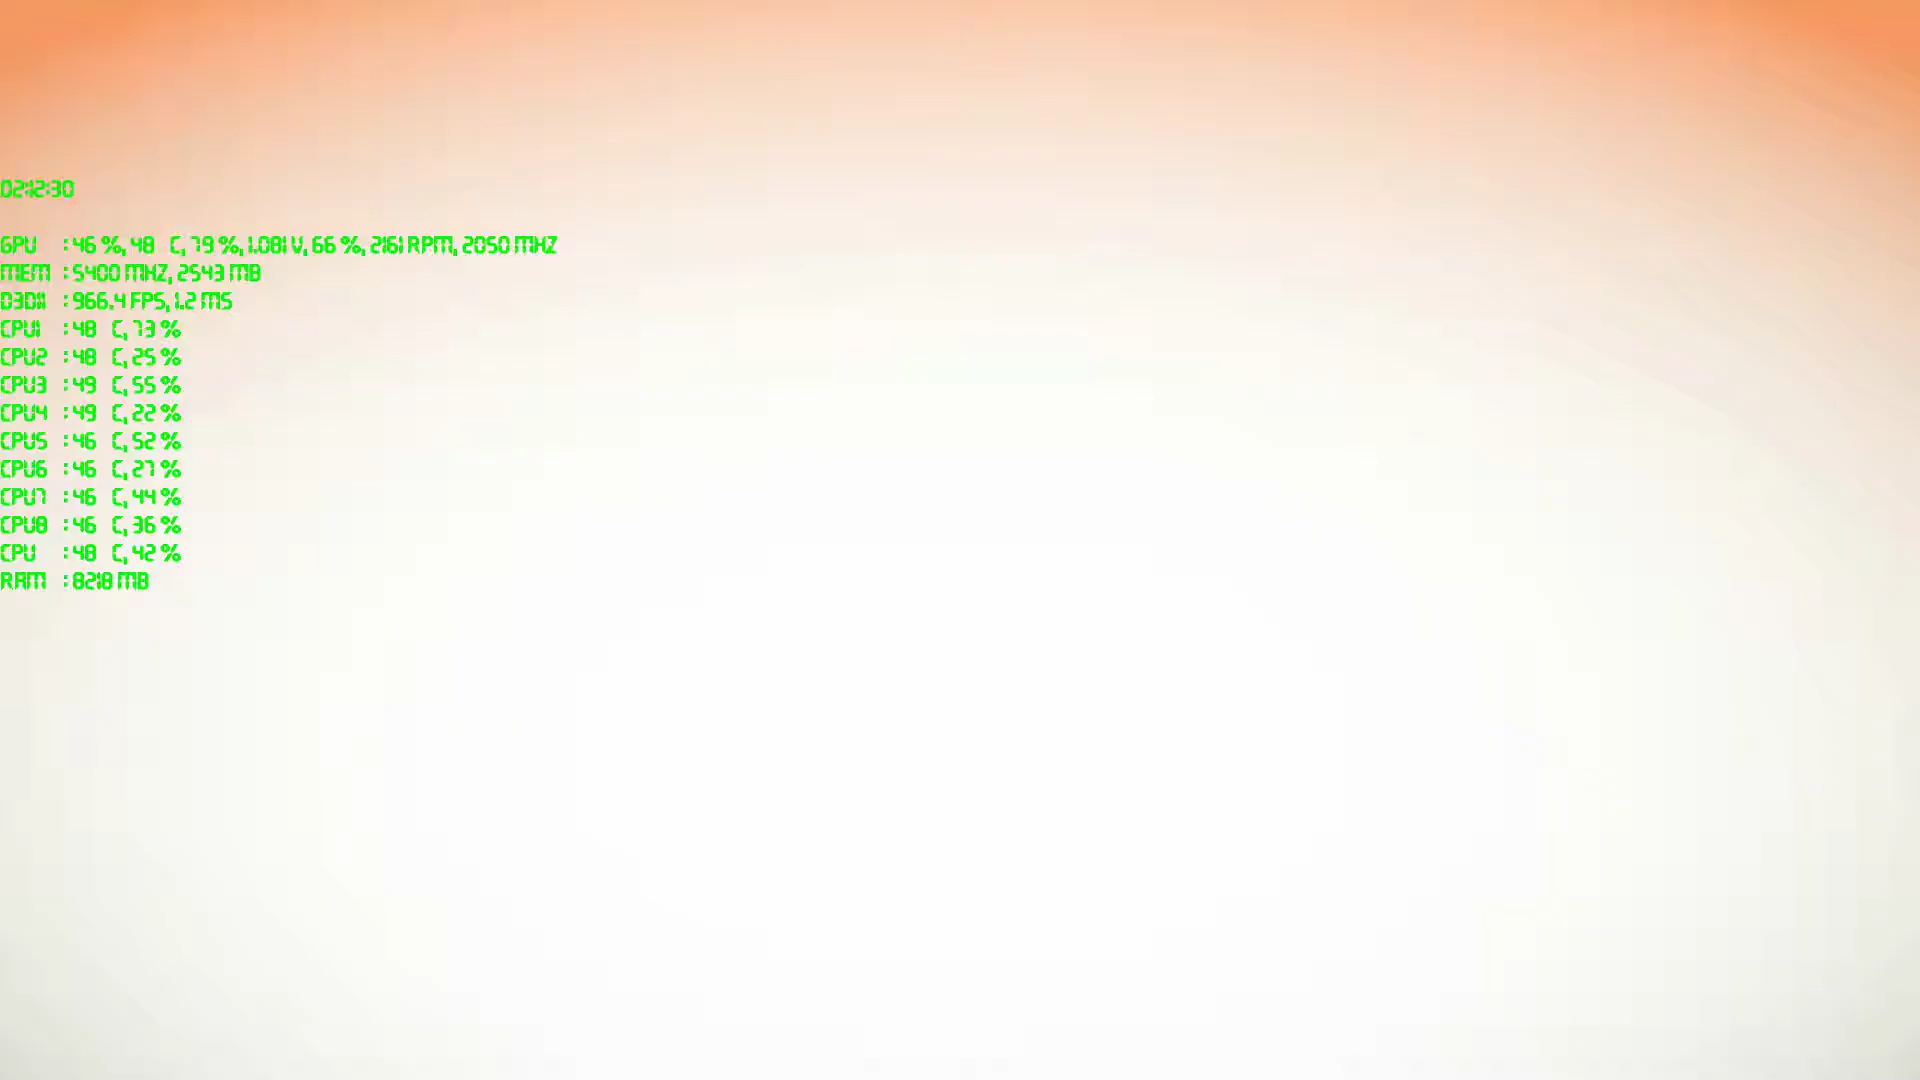 02:12:30
GPU : 46 %, 48 C, 79 %, 1.081 V, 66 %, 2161 RPM, 2050 MHZ
MEM : 5400 MHZ, 2543 MB
D3D11 : 966.4 FPS, 1.2 MS
CPU1 : 48 C, 73 %
CPU2 : 48 C, 25 %
CPU3 : 49 C, 55 %
CPU4 : 49 C, 22 %
CPU5 : 46 C, 52 %
CPU6 : 46 C, 27 %
CPU7 : 46 C, 44 %
CPU8 : 46 C, 36 %
CPU : 48 C, 42 %
RAM : 8218 MB